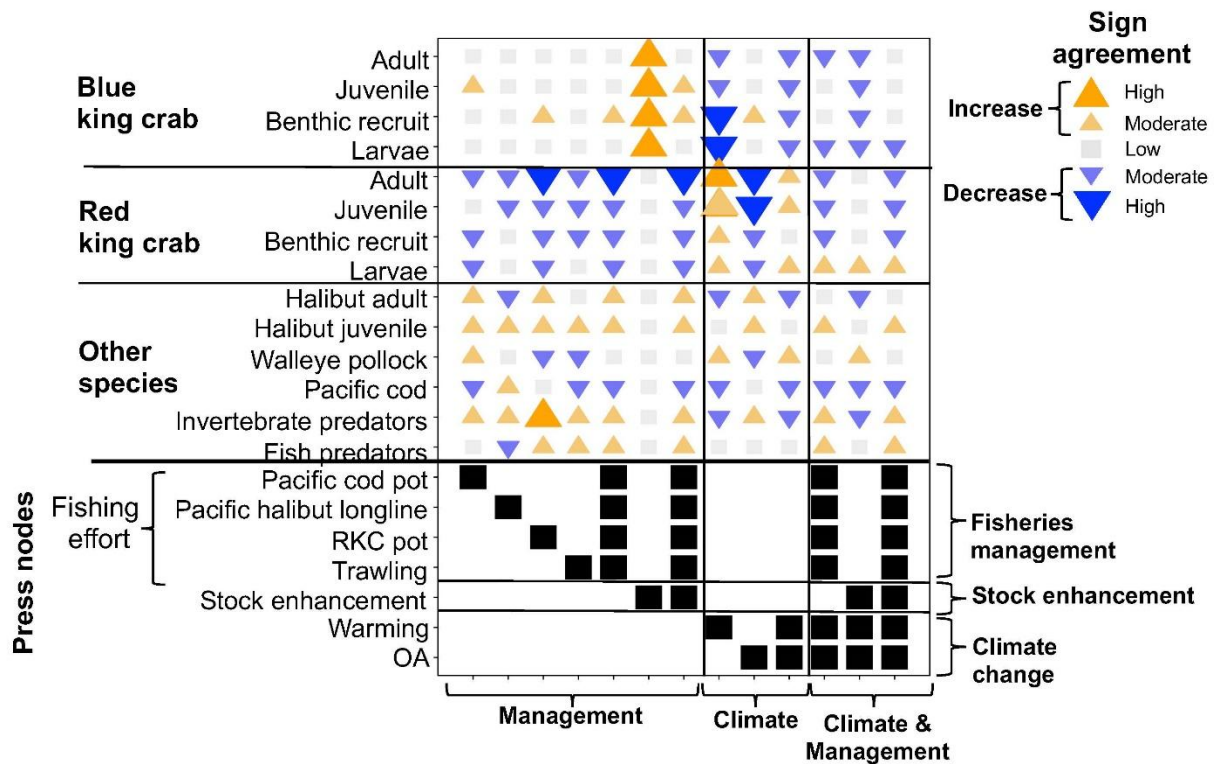 Sign
agreement
Increase
High
Moderate
Low
Decrease
Moderate
High
Blue
king crab
Adult
Juvenile
Benthic recruit
Larvae
Red
king crab
Adult
Juvenile
Benthic recruit
Larvae
Other
species
Halibut adult
Halibut juvenile
Walleye pollock
Pacific cod
Invertebrate predators
Fish predators
Press nodes
Fishing
effort
Pacific cod pot
Pacific halibut longline
RKC pot
Trawling
Stock enhancement
Warming
OA
Fisheries
management
Stock enhancement
Climate
change
Management
Climate
Climate &
Management